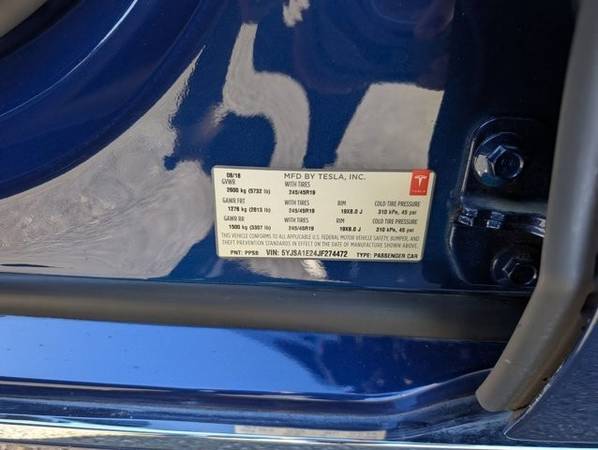 08/18 MFD BY TESLA, INC. TESLA
GVWR WITH TIRES
2600 kg (5732 lb) 245/45R19
GAWR FRT WITH TIRES RIM COLD TIRE PRESSURE
1276 kg (2813 lb) 245/45R19 19X8.0 J 310 kPa, 45 psi
GAWR RR WITH TIRES RIM COLD TIRE PRESSURE
1500 kg (3307 lb) 245/45R19 19X8.0 J 310 kPa, 45 psi
THIS VEHICLE CONFORMS TO ALL APPLICABLE U.S. FEDERAL MOTOR VEHICLE SAFETY, BUMPER, AND
THEFT PREVENTION STANDARDS IN EFFECT ON THE DATE OF MANUFACTURE SHOWN ABOVE.
PNT: PPSB VIN: 5YJSA1E24JF274472 TYPE: PASSENGER CAR